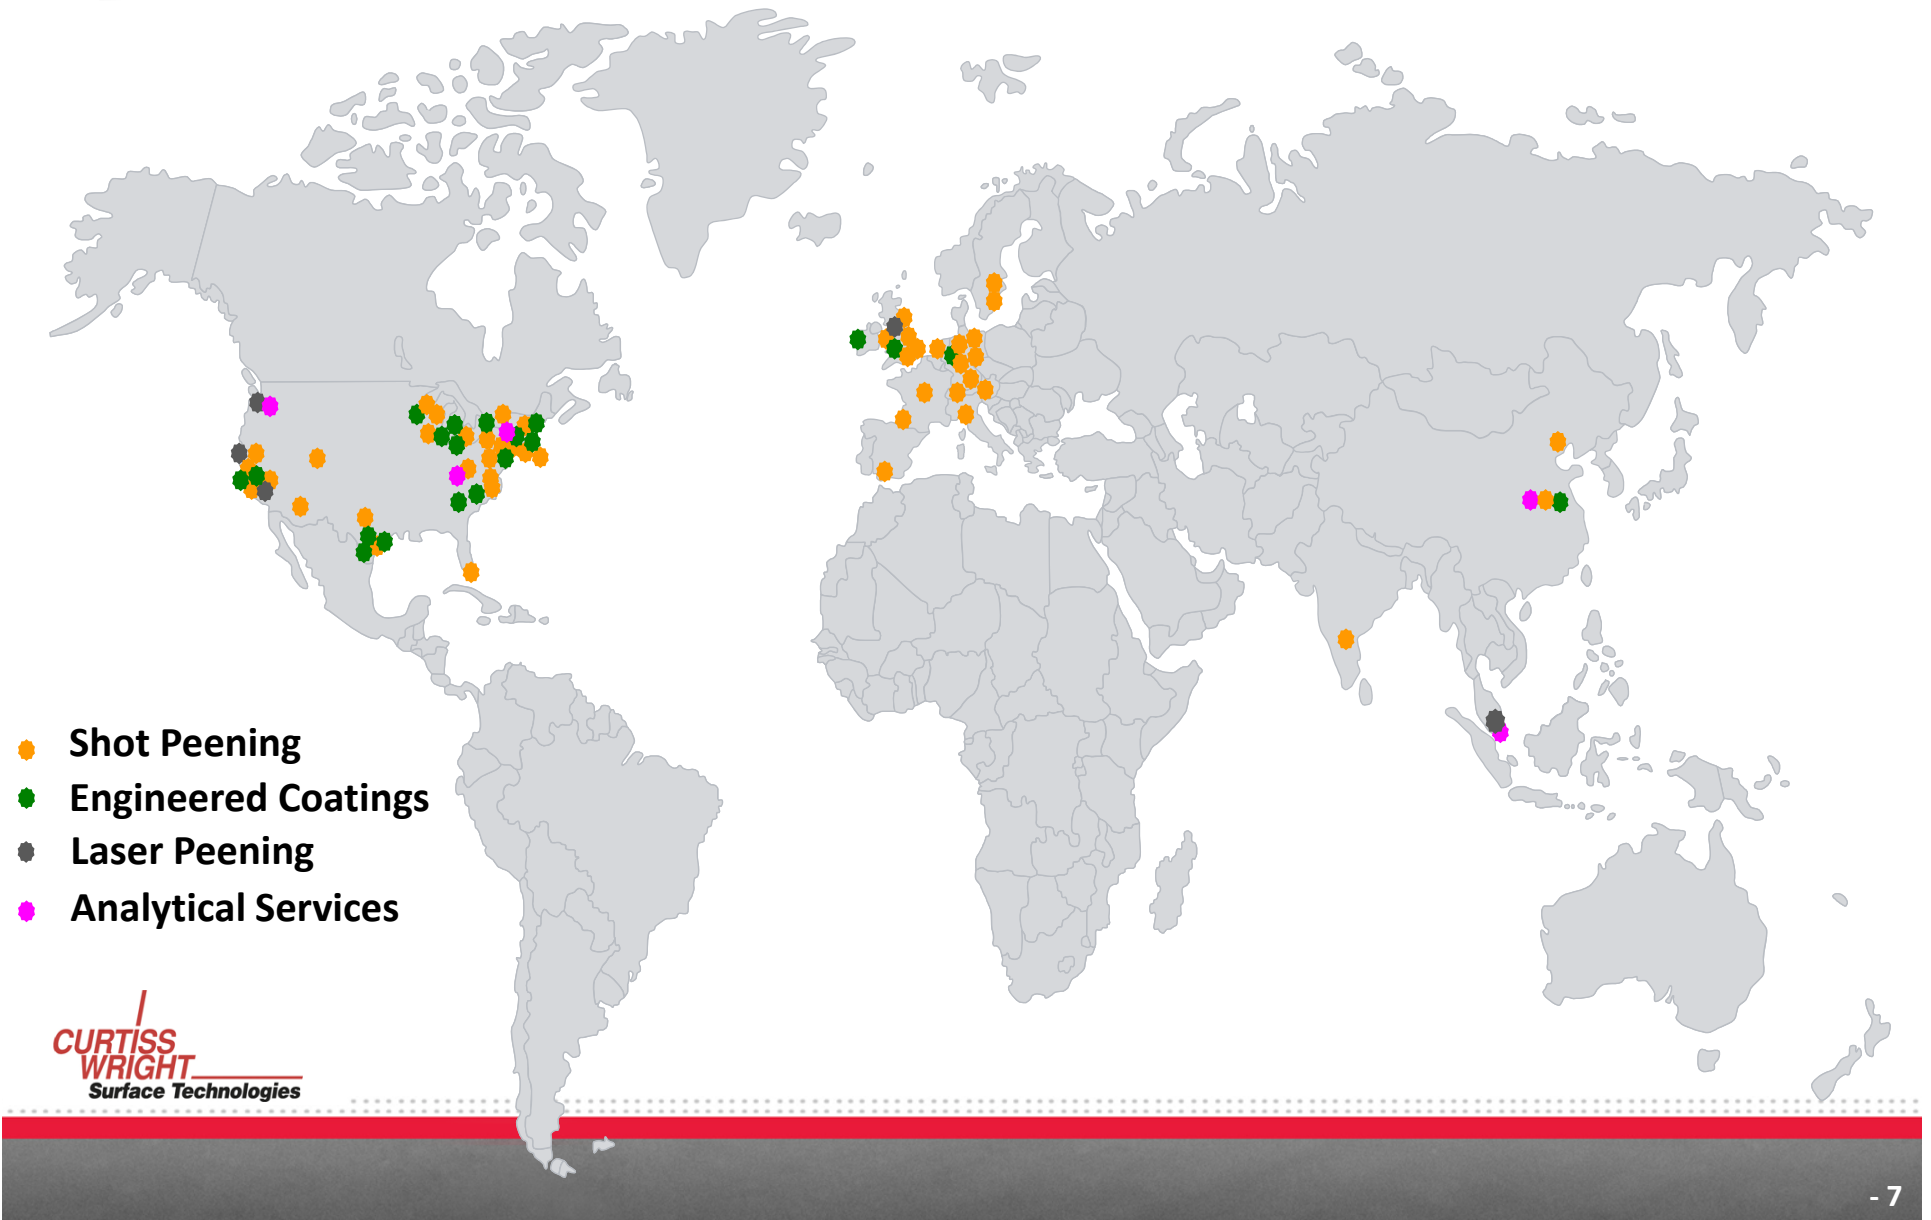 Shot Peening
Engineered Coatings
Laser Peening
Analytical Services
CURTISS
WRIGHT
Surface Technologies
- 7